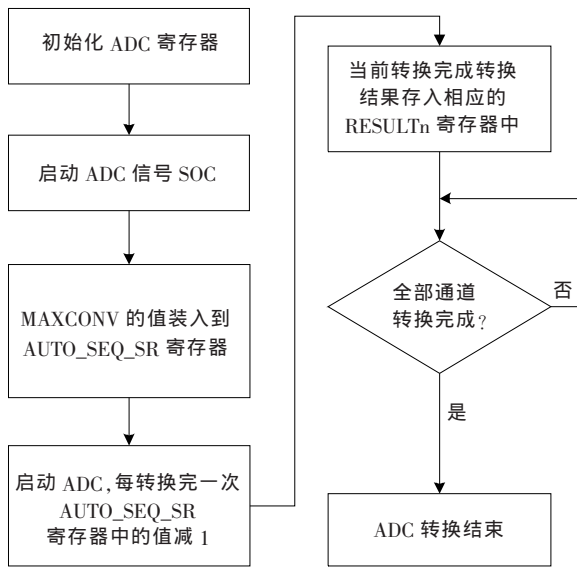 初始化 ADC 寄存器
启动 ADC 信号 SOC
MAXCONV 的值装入到
AUTO_SEQ_SR 寄存器
启动 ADC,每转换完一次
AUTO_SEQ_SR
寄存器中的值减 1
当前转换完成转换
结果存入相应的
RESULTn 寄存器中
全部通道
转换完成?
否
是
ADC 转换结束